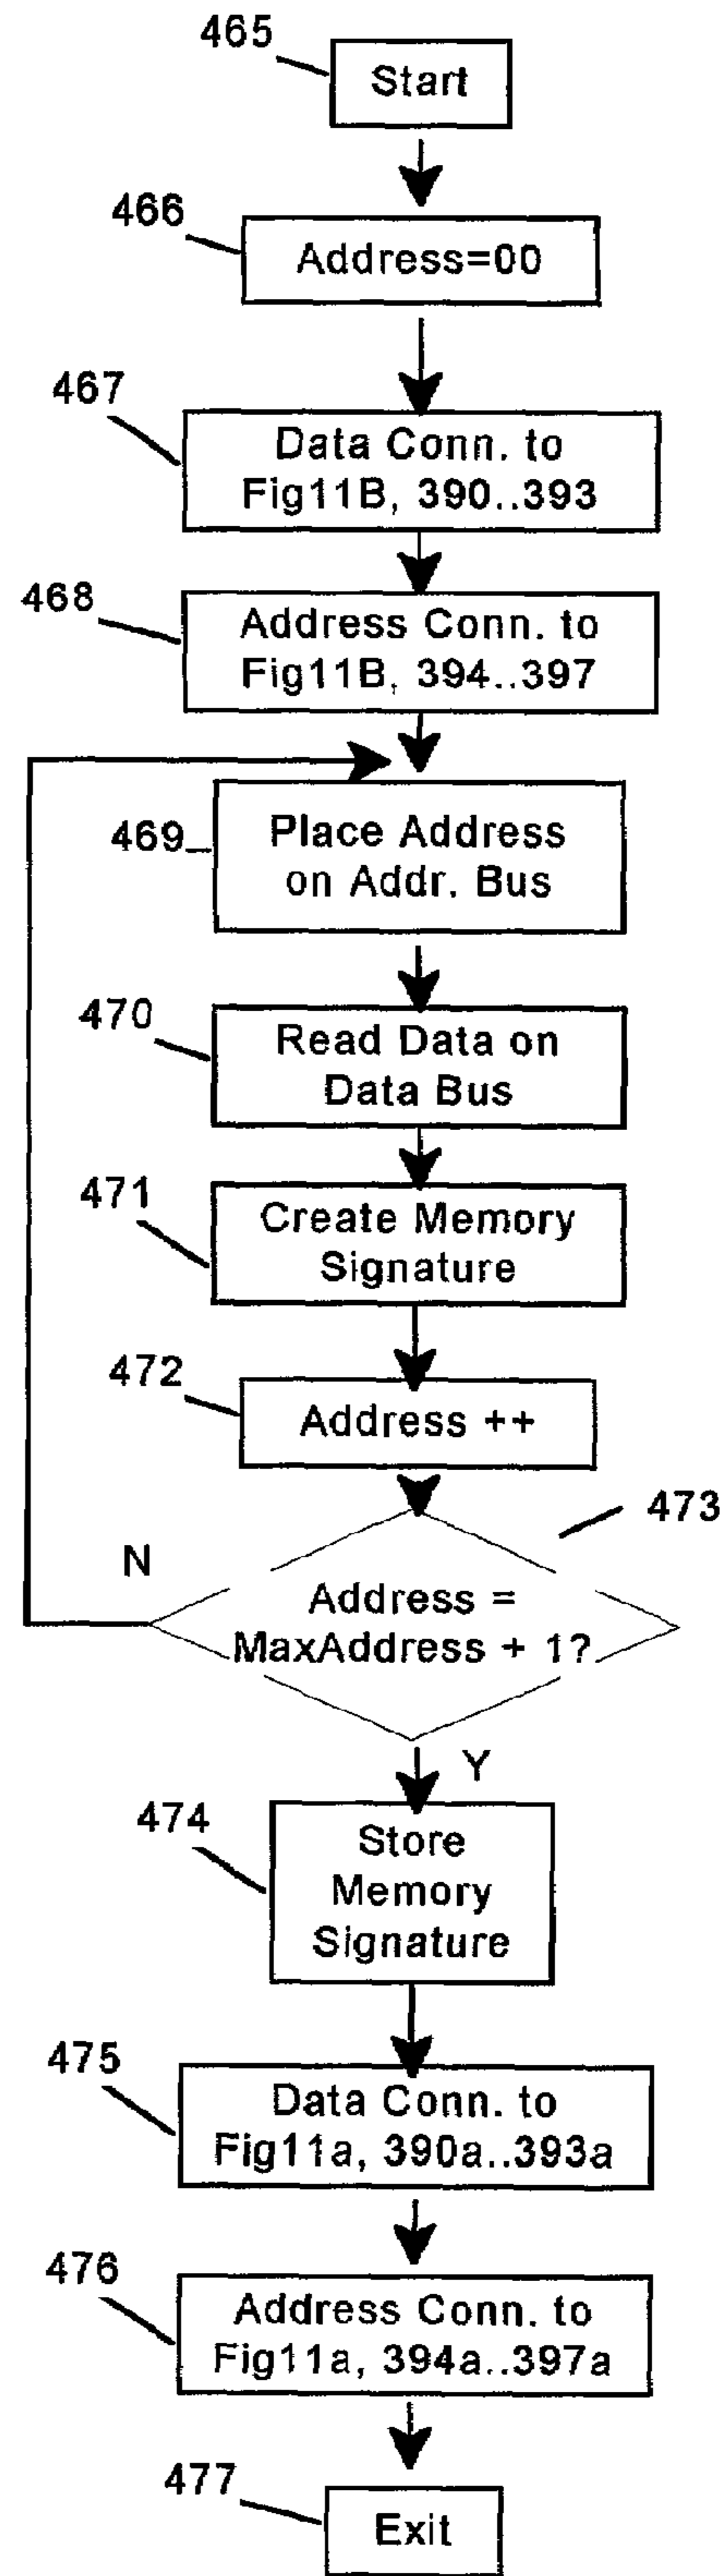 465
Start
466
Address=00
467
Data Conn. to
Fig11B, 390..393
468
Address Conn. to
Fig11B, 394..397
469
Place Address
on Addr. Bus
470
Read Data on
Data Bus
471
Create Memory
Signature
472
Address ++
473
N
Address =
MaxAddress + 1?
Y
474
Store
Memory
Signature
475
Data Conn. to
Fig11a, 390a..393a
476
Address Conn. to
Fig11a, 394a..397a
477
Exit